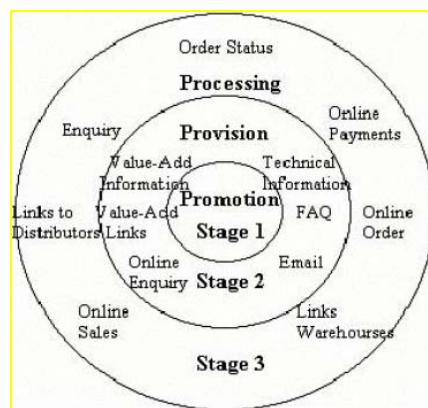 Order Status
Processing
Online
Payments
Enquiry
Provision
Value-Add
Information
Technical
Information
Promotion
Links to
Distributors
Value-Add
Links
FAQ
Online
Order
Stage 1
Online
Enquiry
Email
Stage 2
Online
Sales
Links
Warehourses
Stage 3